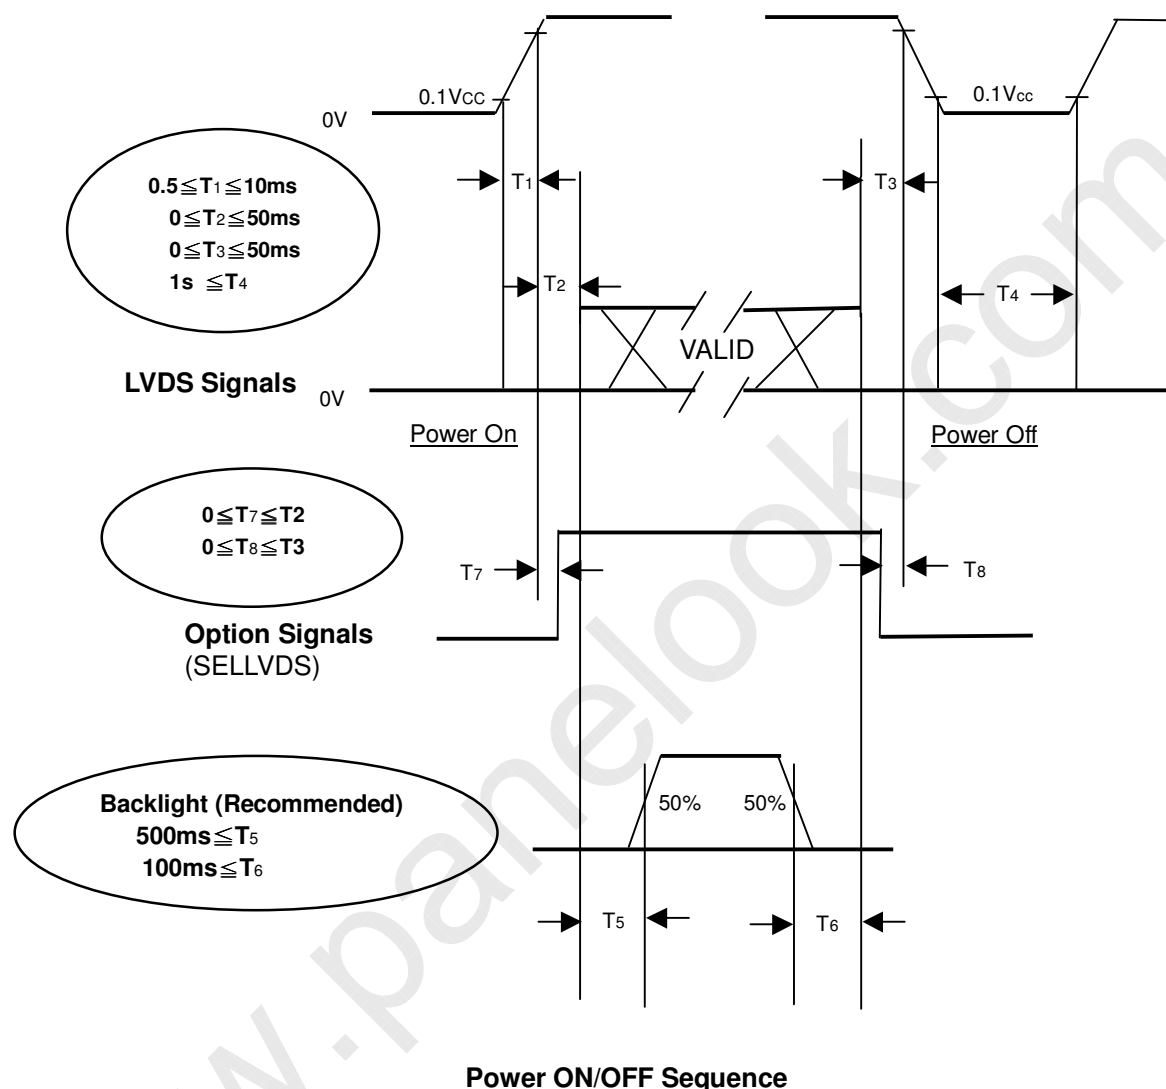 0.1VCC
0.1Vcc
0V
0.5≦T1≦10ms
0≦T2≦50ms
0≦T3≦50ms
1s ≦T4
T1
T3
T2
T4
VALID
LVDS Signals
0V
Power On
Power Off
0≦T7≦T2
0≦T8≦T3
T7
T8
Option Signals
(SELLVDS)
Backlight (Recommended)
500ms≦T5
100ms≦T6
50%
50%
T5
T6
Power ON/OFF Sequence
www.panelook.com